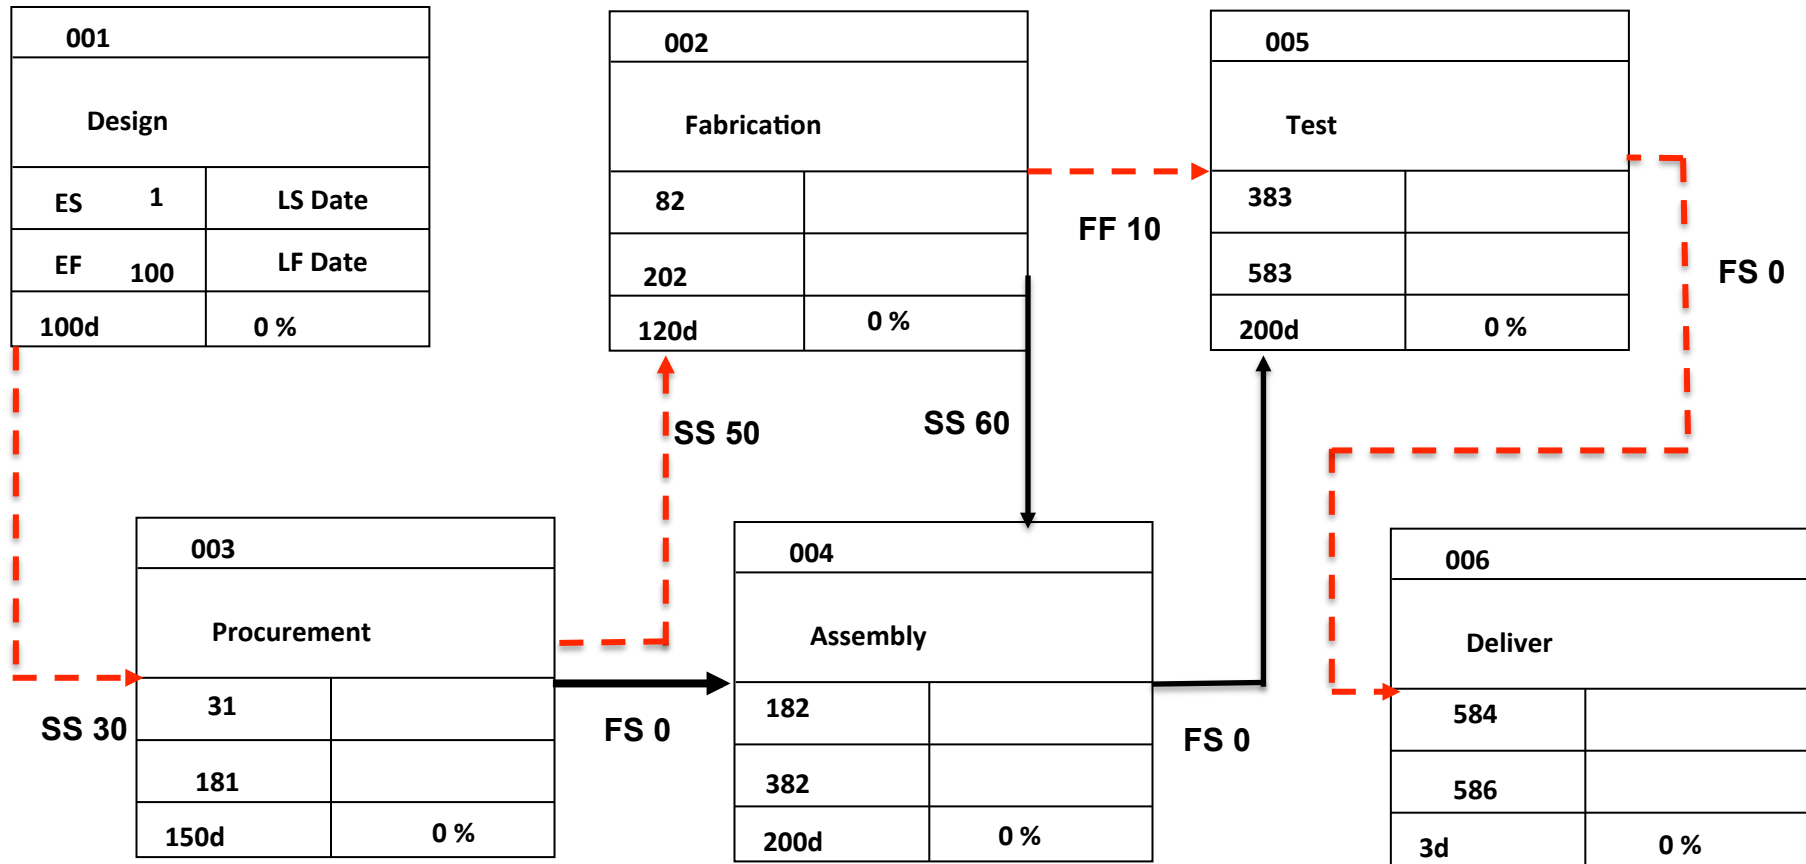 001
Design
ES 1 LS Date
EF 100 LF Date
100d 0 %
002
Fabrication
82
202
120d 0 %
005
Test
383
583
200d 0 %
FF 10
FS 0
SS 50
SS 60
003
Procurement
31
181
150d 0 %
SS 30
FS 0
004
Assembly
182
382
200d 0 %
FS 0
006
Deliver
584
586
3d 0 %